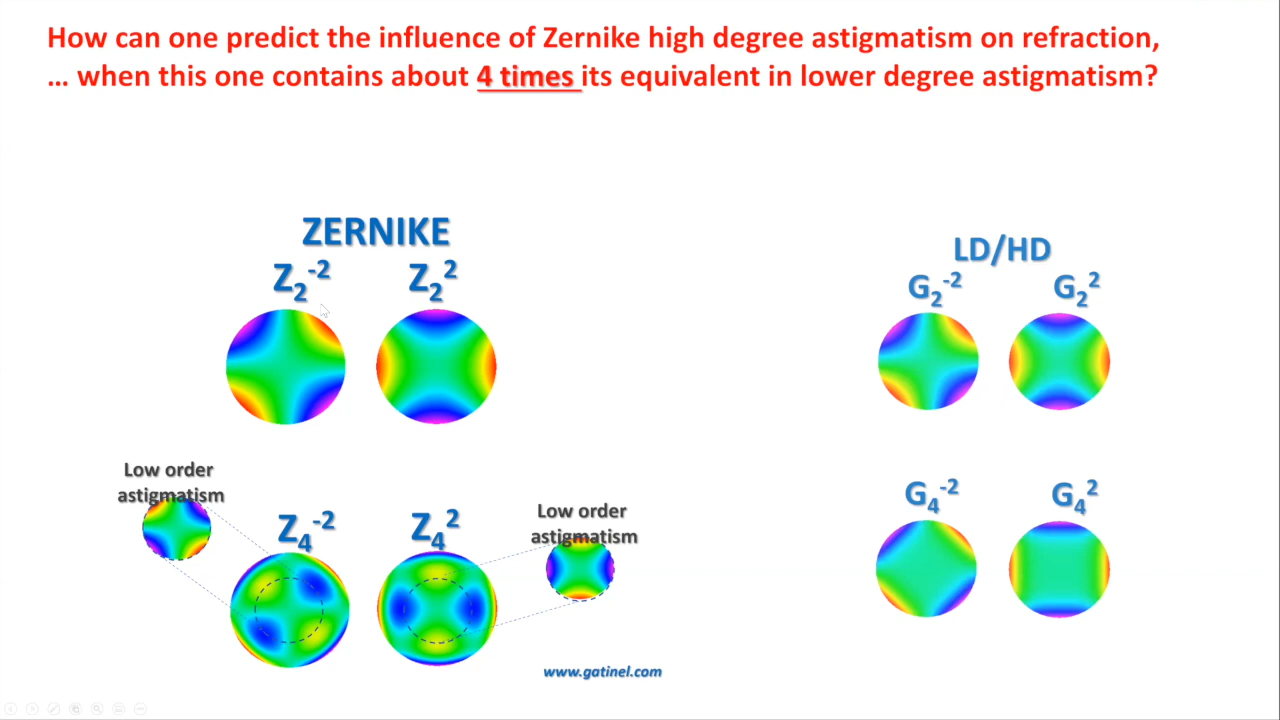 How can one predict the influence of Zernike high degree astigmatism on refraction,
... when this one contains about 4 times its equivalent in lower degree astigmatism?
ZERNIKE
Z₂⁻² Z₂²
LD/HD
G₂⁻² G₂²
Low order
astigmatism
Z₄⁻² Z₄²
Low order
astigmatism
G₄⁻² G₄²
www.gatinel.com